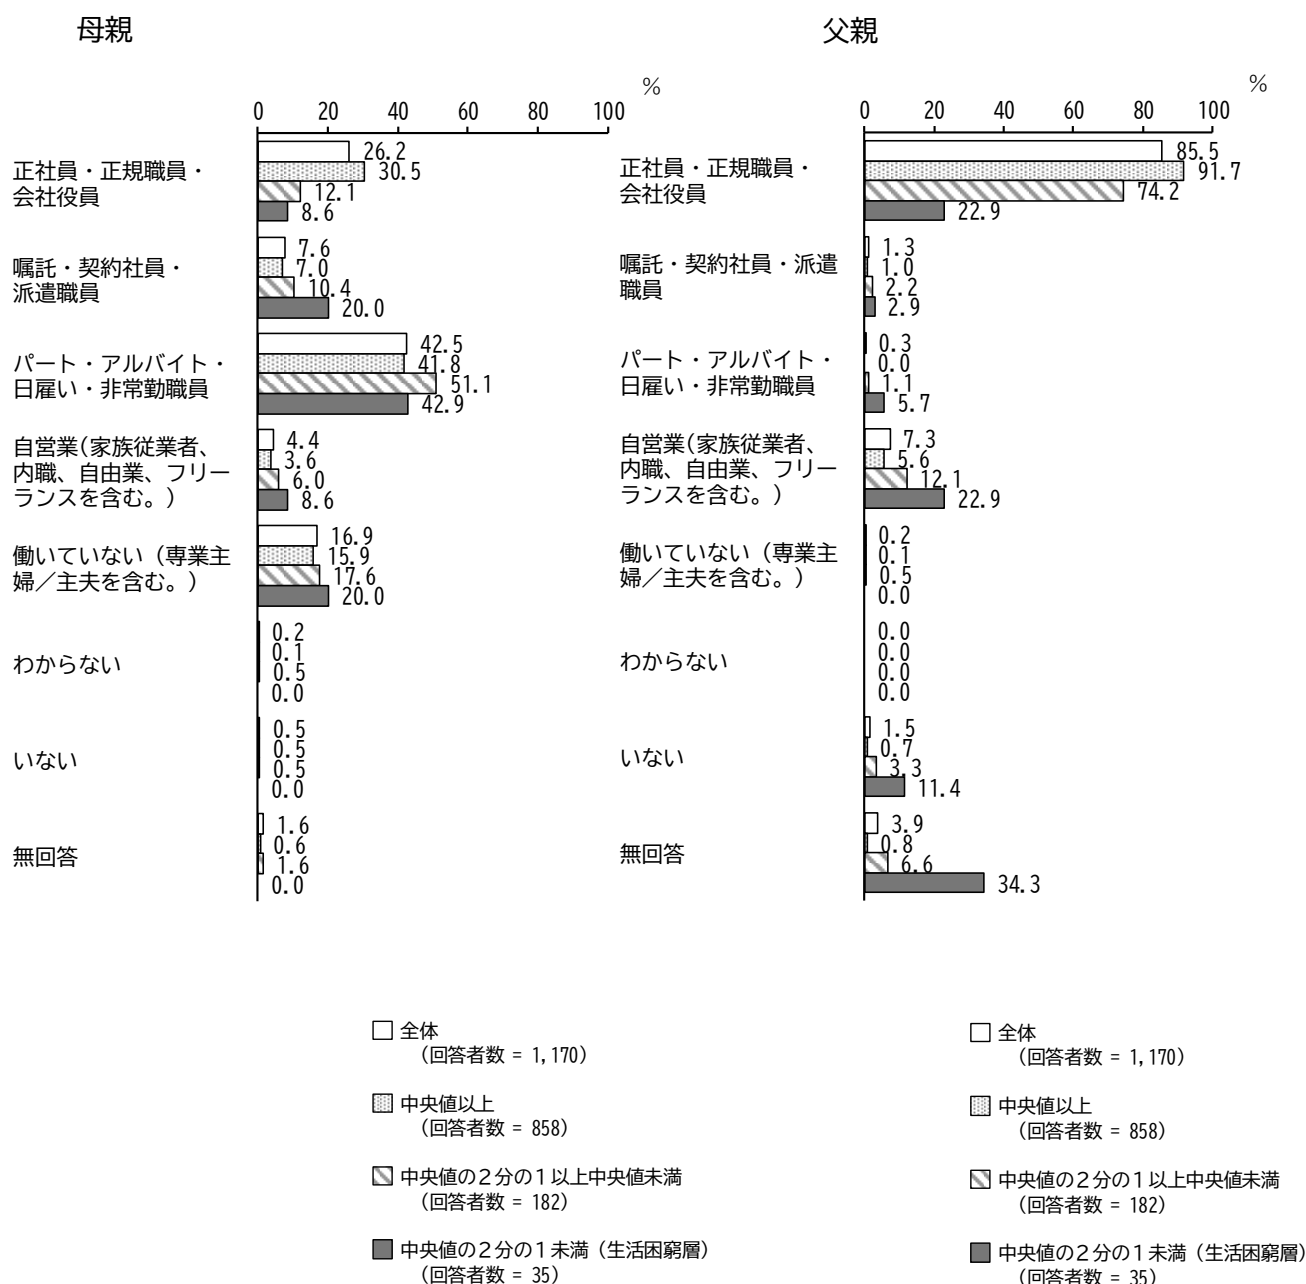 母親
%
0 20 40 60 80 100
正社員・正規職員・
会社役員
26.2
30.5
12.1
8.6
嘱託・契約社員・
派遣職員
7.6
7.0
10.4
20.0
パート・アルバイト・
日雇い・非常勤職員
42.5
41.8
51.1
42.9
自営業(家族従業者、
内職、自由業、フリー
ランスを含む。)
4.4
3.6
6.0
8.6
働いていない(専業主
婦/主夫を含む。)
16.9
15.9
17.6
20.0
わからない
0.2
0.1
0.5
0.0
いない
0.5
0.5
0.5
0.0
無回答
1.6
0.6
1.6
0.0
全体
(回答者数 = 1,170)
中央値以上
(回答者数 = 858)
中央値の2分の1以上中央値未満
(回答者数 = 182)
中央値の2分の1未満(生活困窮層)
(回答者数 = 35)
父親
%
0 20 40 60 80 100
正社員・正規職員・
会社役員
85.5
91.7
74.2
22.9
嘱託・契約社員・派遣
職員
1.3
1.0
2.2
2.9
パート・アルバイト・
日雇い・非常勤職員
0.3
0.0
1.1
5.7
自営業(家族従業者、
内職、自由業、フリー
ランスを含む。)
7.3
5.6
12.1
22.9
働いていない(専業主
婦/主夫を含む。)
0.2
0.1
0.5
0.0
わからない
0.0
0.0
0.0
0.0
いない
1.5
0.7
3.3
11.4
無回答
3.9
0.8
6.6
34.3
全体
(回答者数 = 1,170)
中央値以上
(回答者数 = 858)
中央値の2分の1以上中央値未満
(回答者数 = 182)
中央値の2分の1未満(生活困窮層)
(回答者数 = 35)